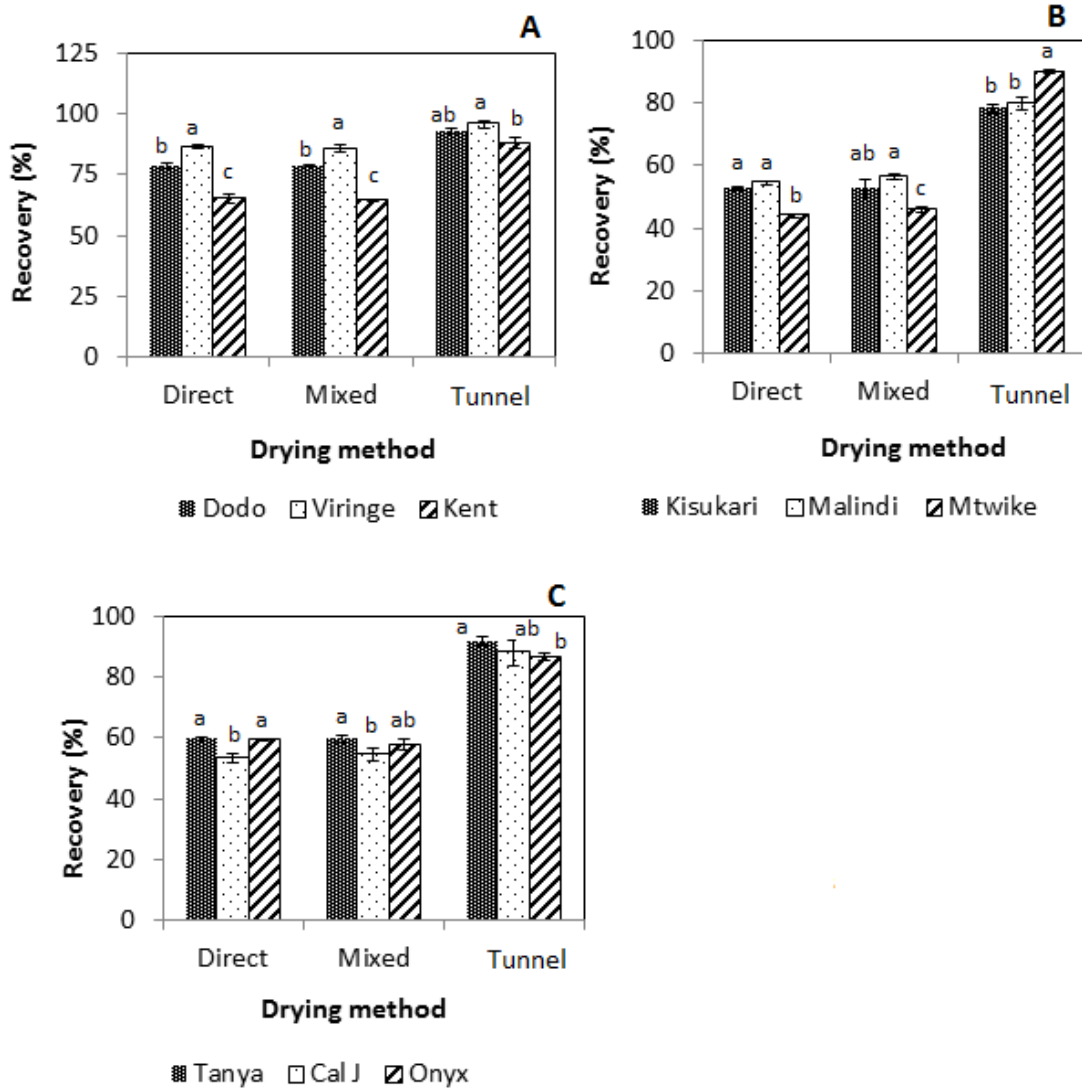 A
125
100
75
50
25
0
Recovery (%)
b a c
b a c
ab a b
Direct Mixed Tunnel
Drying method
Dodo Viringe Kent
B
100
80
60
40
20
0
Recovery (%)
a a b
ab a c
b b a
Direct Mixed Tunnel
Drying method
Kisukari Malindi Mtwike
C
100
80
60
40
20
0
Recovery (%)
a b a
a b ab
a ab b
Direct Mixed Tunnel
Drying method
Tanya Cal J Onyx